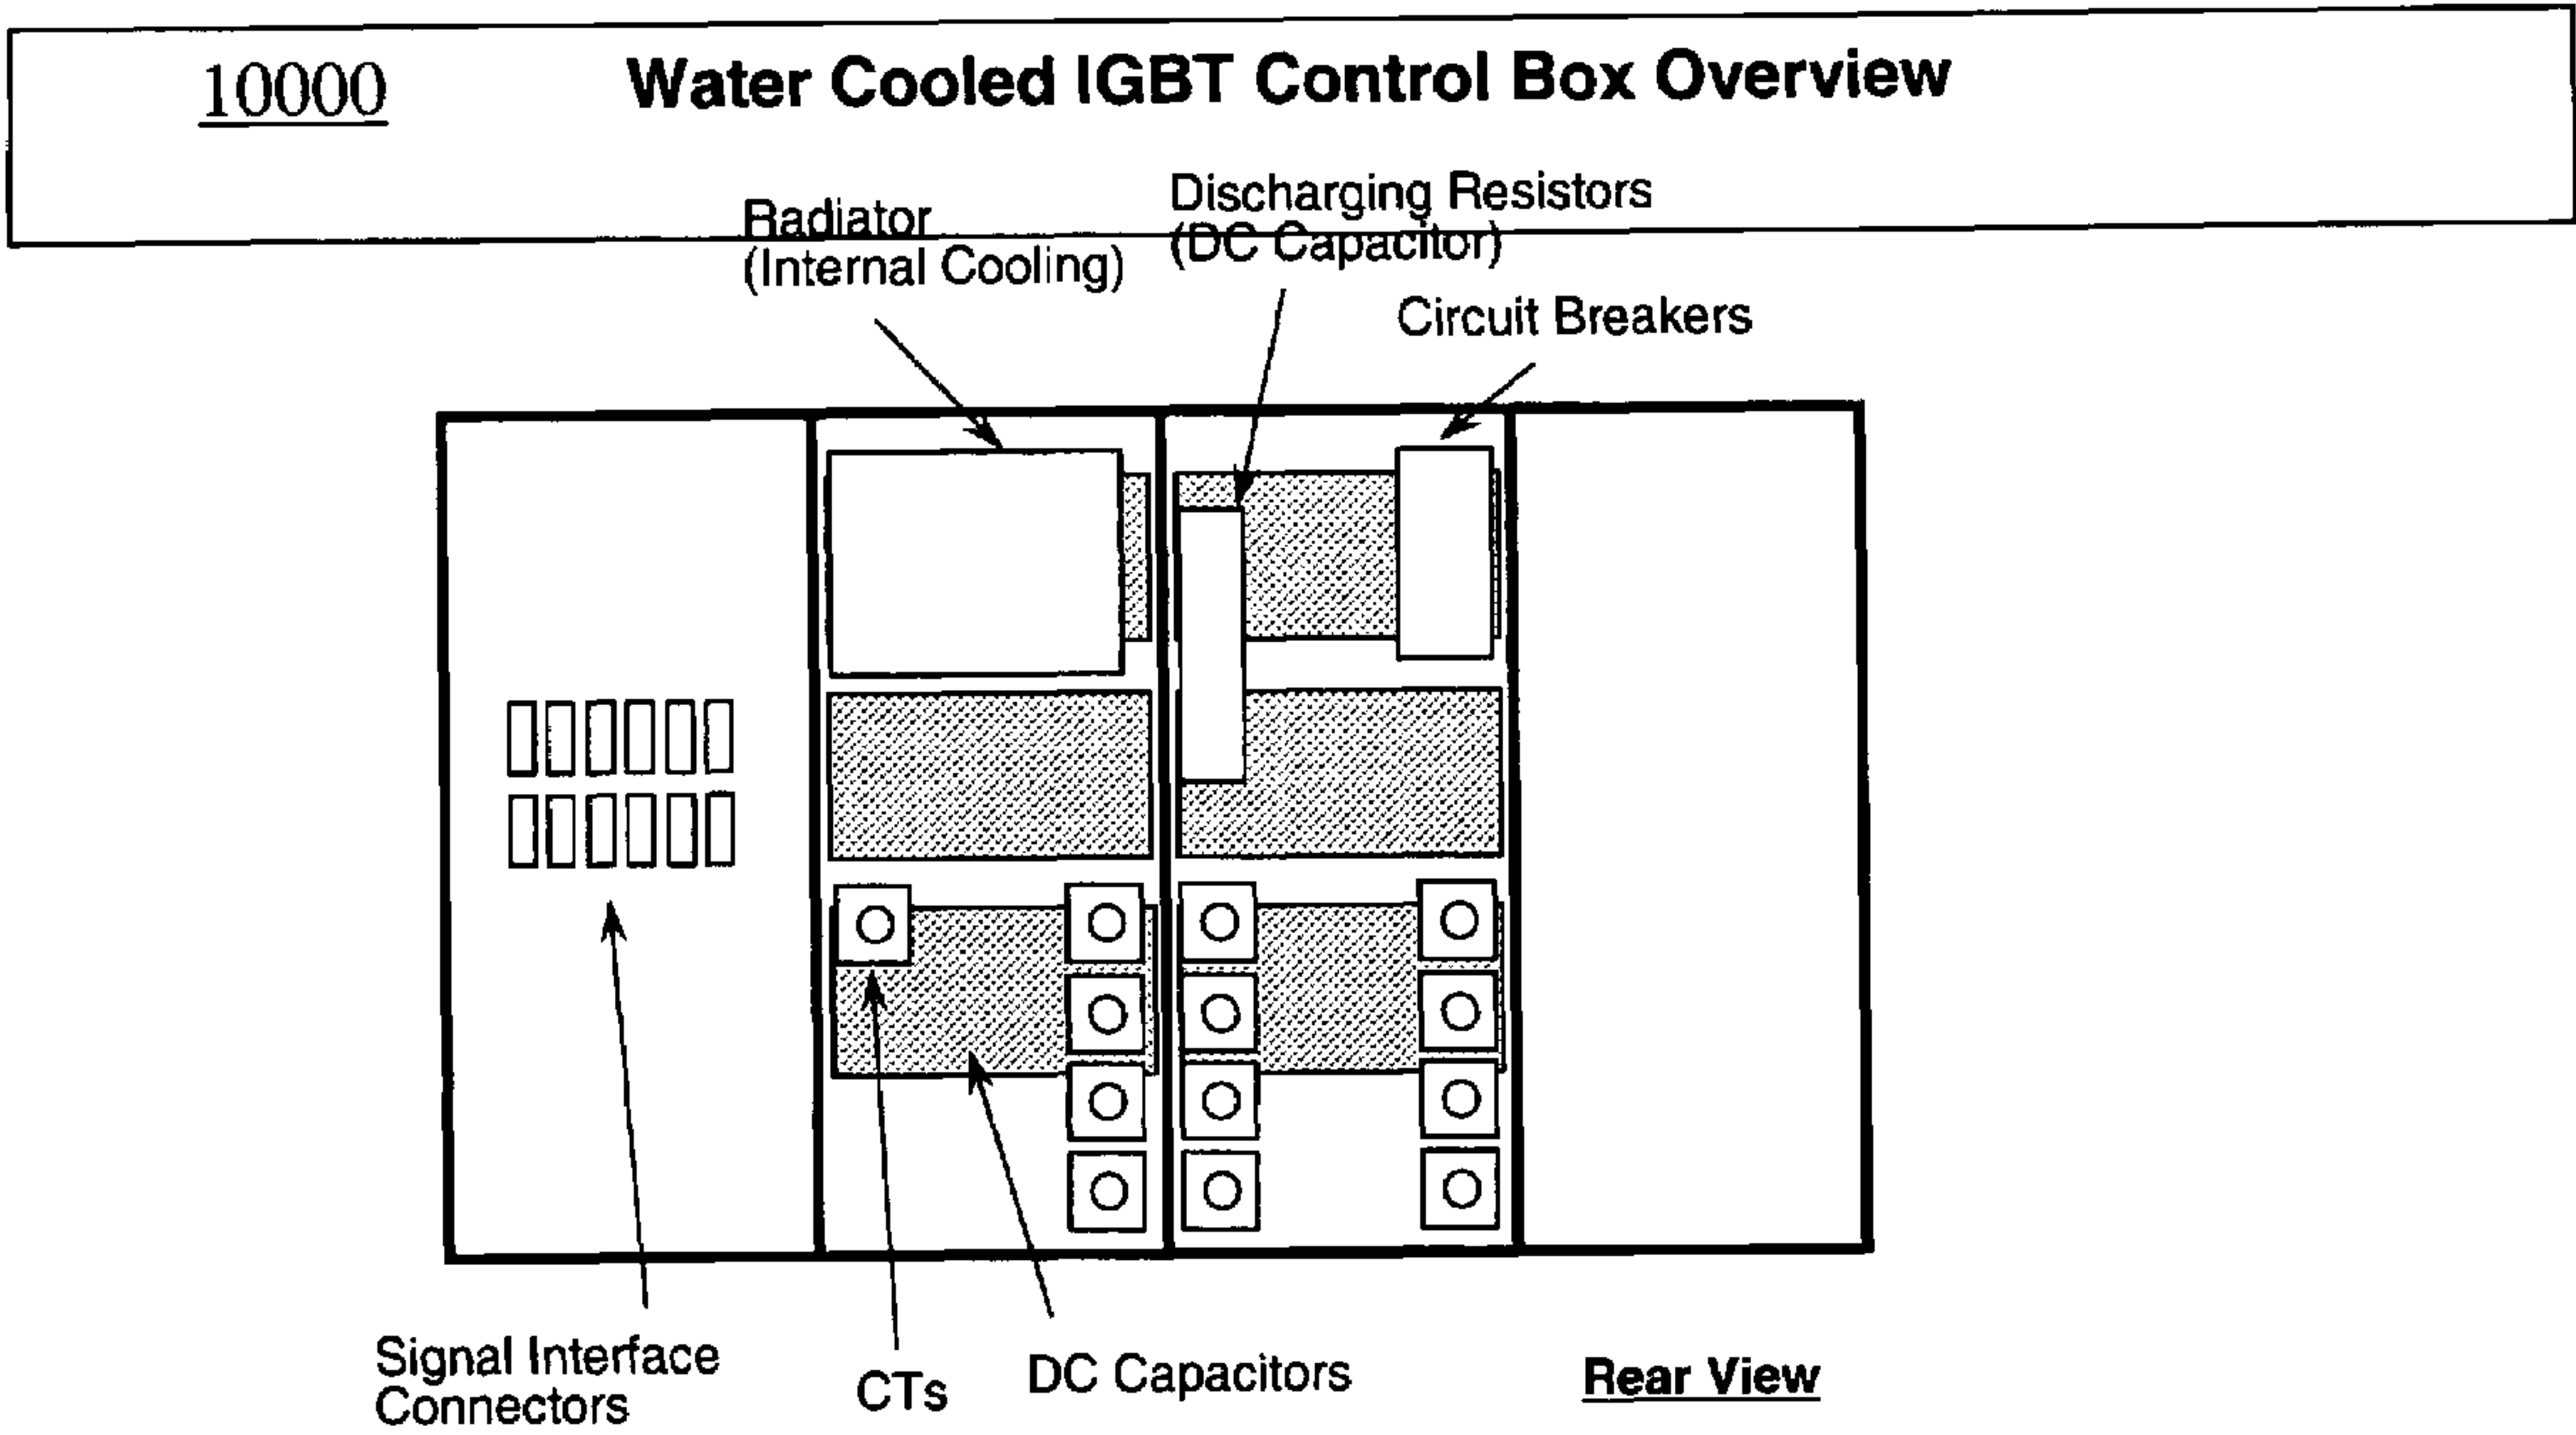 10000
Water Cooled IGBT Control Box Overview
Radiator
(Internal Cooling)
Discharging Resistors
(DC Capacitor)
Circuit Breakers
Signal Interface
Connectors
CTs
DC Capacitors
Rear View